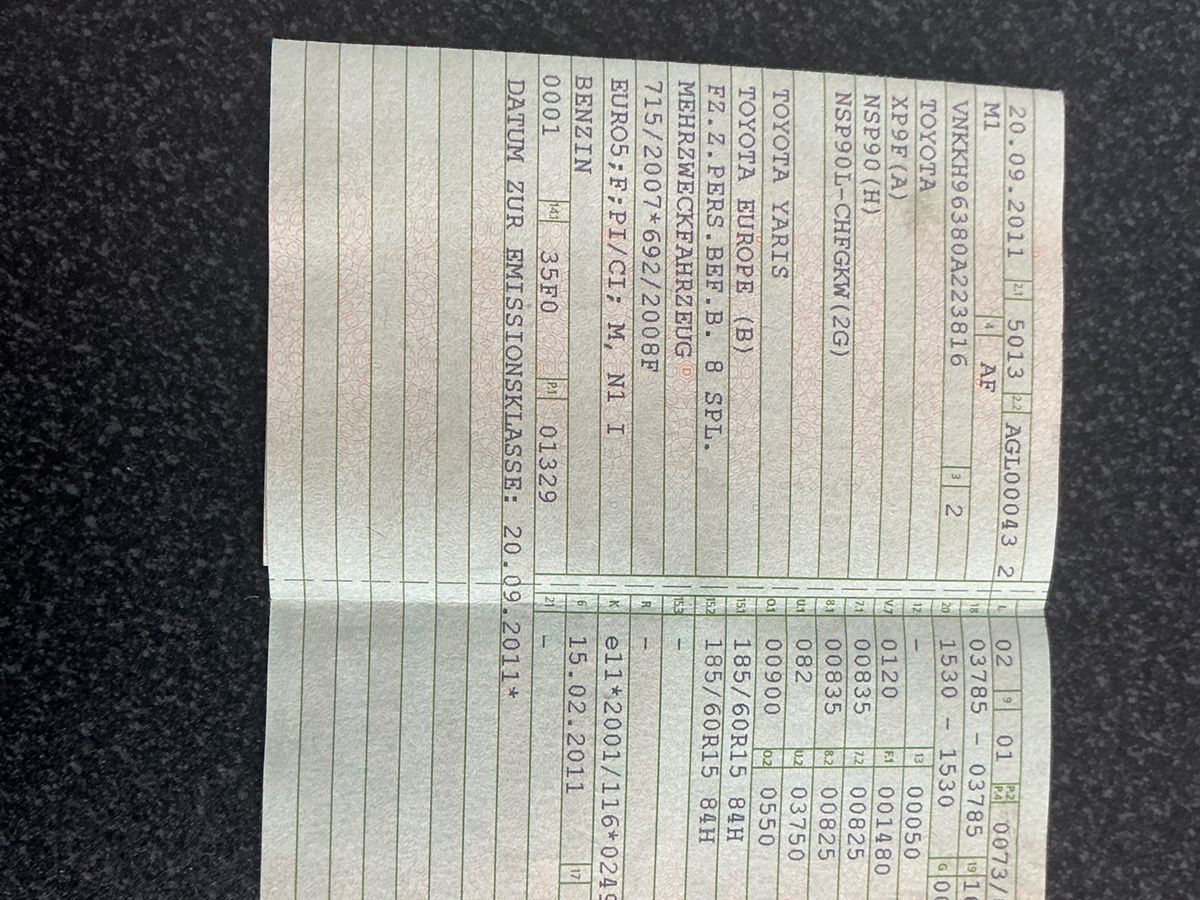 20.09.2011 2.1 5013 2.2 AGL00043 2
M1 4 AF
VNKKH96380A223816 3 2
TOYOTA
XP9F(A)
NSP90(H)
NSP90L-CHFGKW(2G)
TOYOTA YARIS
TOYOTA EUROPE (B)
FZ.Z.PERS.BEF.B. 8 SPL.
MEHRZWECKFAHRZEUG
715/2007*692/2008F
EURO5;F;PI/CI; M, N1 I
BENZIN
0001 14.1 35F0 P.1 01329
DATUM ZUR EMISSIONSKLASSE: 20.09.2011*
L 02 9 01 P.2 P.4 0073/
18 03785 - 03785 19
20 1530 - 1530 G
12 - 13 00050
V.7 0120 F.1 001480
7.1 00835 7.2 00825
8.1 00835 8.2 00825
U.1 082 U.2 03750
O.1 00900 O.2 0550
15.1 185/60R15 84H
15.2 185/60R15 84H
15.3 -
R -
K e11*2001/116*0249
6 15.02.2011 17
21 -